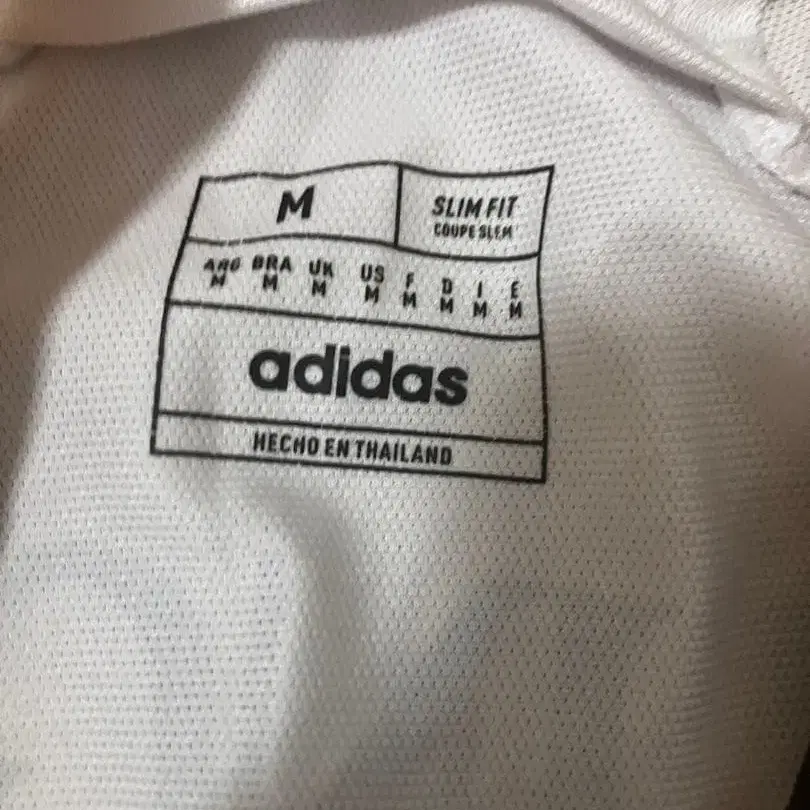 M
SLIM FIT
COUPE SLIM
ARG BRA UK US F D I E
M M M M M M M M
adidas
HECHO EN THAILAND